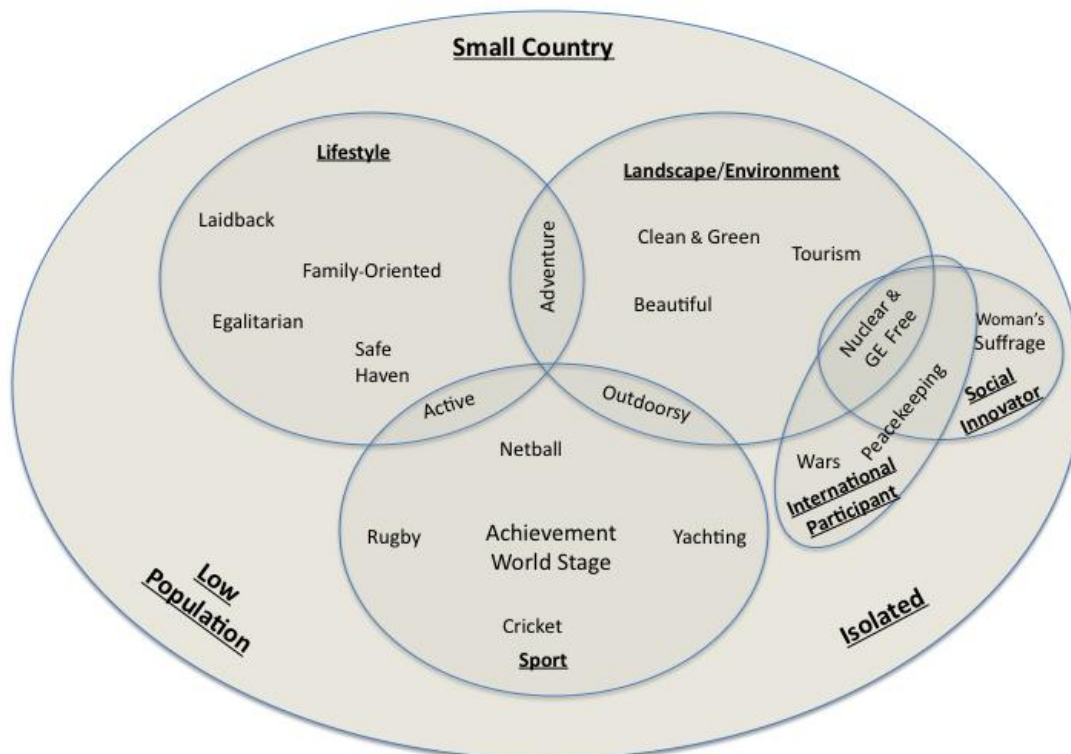 Small Country
Lifestyle
Laidback
Family-Oriented
Egalitarian
Safe
Haven
Adventure
Landscape/Environment
Clean & Green
Tourism
Beautiful
Nuclear &
GE Free
Woman's
Suffrage
Social
Innovator
Peacekeeping
Wars
International
Participant
Active
Outdoorsy
Netball
Rugby
Achievement
World Stage
Yachting
Cricket
Sport
Low
Population
Isolated